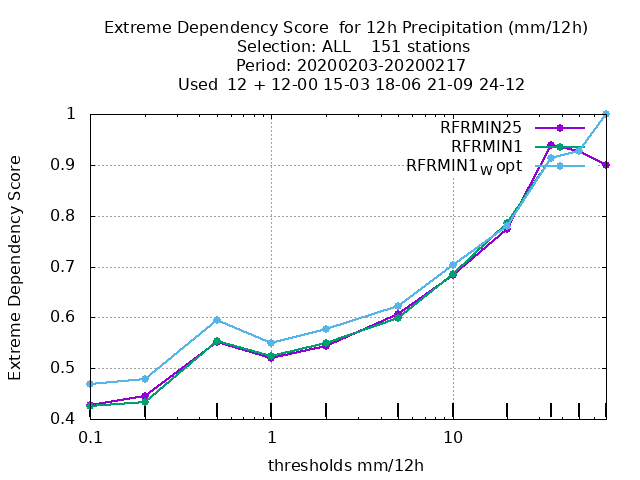 Extreme Dependency Score  for 12h Precipitation (mm/12h)
Selection: ALL    151 stations
Period: 20200203-20200217
Used  12 + 12-00 15-03 18-06 21-09 24-12
RFRMIN25
RFRMIN1
RFRMIN1w opt
Extreme Dependency Score
1
0.9
0.8
0.7
0.6
0.5
0.4
0.1 1 10
thresholds mm/12h